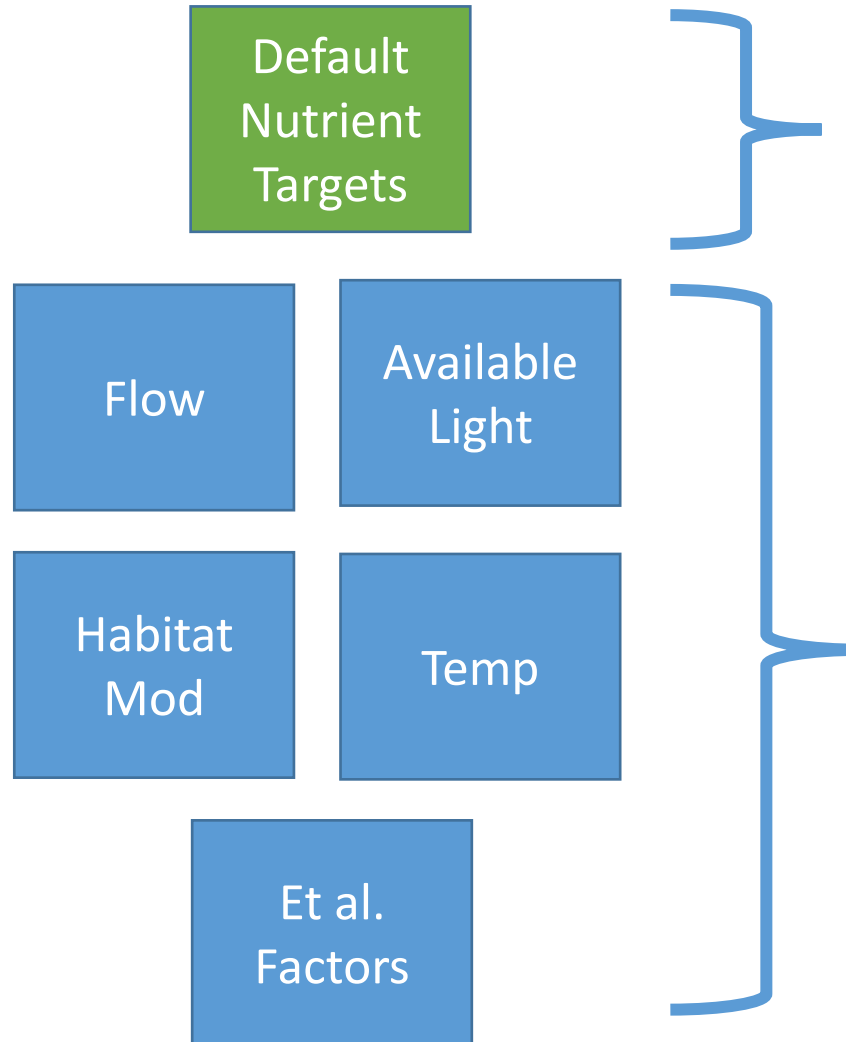 Default
Nutrient
Targets
Flow
Available
Light
Habitat
Mod
Temp
Et al.
Factors